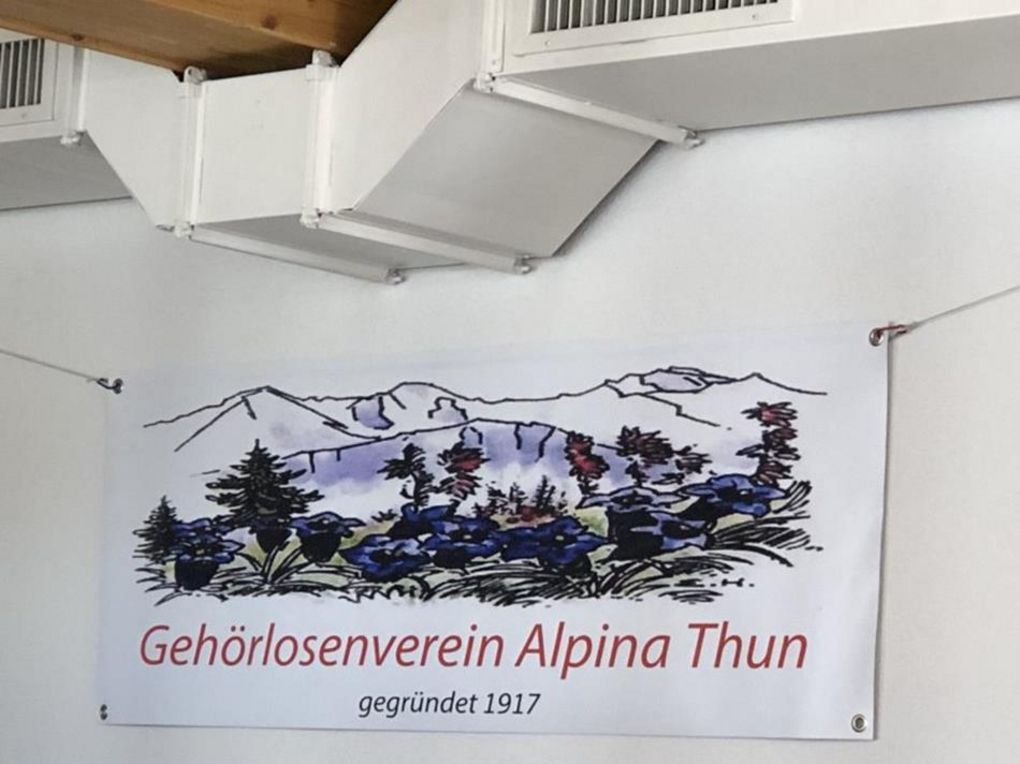 Gehörlosenverein Alpina Thun
gegründet 1917